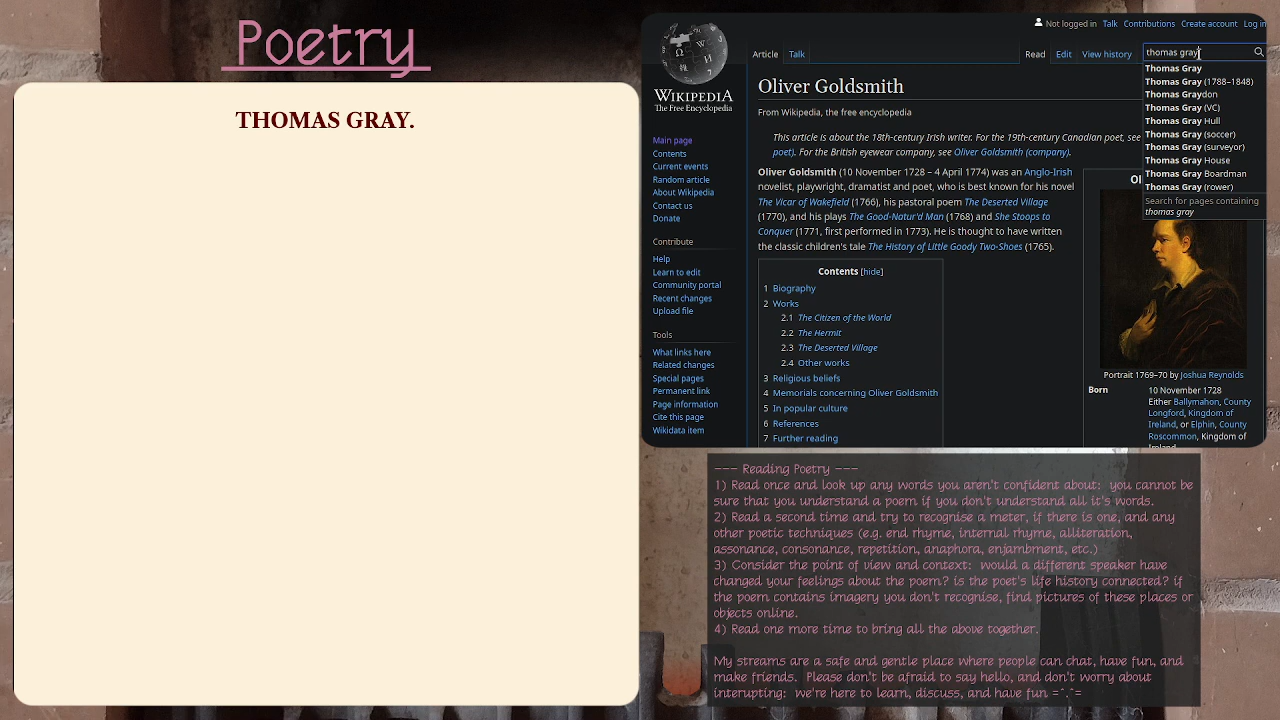 Poetry
THOMAS GRAY.
WIKIPEDIA
The Free Encyclopedia
Main page
Contents
Current events
Random article
About Wikipedia
Contact us
Donate
Contribute
Help
Learn to edit
Community portal
Recent changes
Upload file
Tools
What links here
Related changes
Special pages
Permanent link
Page information
Cite this page
Wikidata item
Not logged in Talk Contributions Create account Log in
Article Talk Read Edit View history thomas gray
Thomas Gray
Thomas Gray (1788–1848)
Thomas Graydon
Thomas Gray (VC)
Thomas Gray Hull
Thomas Gray (soccer)
Thomas Gray (surveyor)
Thomas Gray House
Thomas Gray Boardman
Thomas Gray (rower)
Search for pages containing
thomas gray
Oliver Goldsmith
From Wikipedia, the free encyclopedia
This article is about the 18th-century Irish writer. For the 19th-century Canadian poet, see
poet). For the British eyewear company, see Oliver Goldsmith (company).
Oliver Goldsmith (10 November 1728 – 4 April 1774) was an Anglo-Irish
novelist, playwright, dramatist and poet, who is best known for his novel
The Vicar of Wakefield (1766), his pastoral poem The Deserted Village
(1770), and his plays The Good-Natur'd Man (1768) and She Stoops to
Conquer (1771, first performed in 1773). He is thought to have written
the classic children's tale The History of Little Goody Two-Shoes (1765).
Contents [hide]
1 Biography
2 Works
2.1 The Citizen of the World
2.2 The Hermit
2.3 The Deserted Village
2.4 Other works
3 Religious beliefs
4 Memorials concerning Oliver Goldsmith
5 In popular culture
6 References
7 Further reading
Portrait 1769–70 by Joshua Reynolds
Born 10 November 1728
Either Ballymahon, County
Longford, Kingdom of
Ireland, or Elphin, County
Roscommon, Kingdom of
--- Reading Poetry ---
1) Read once and look up any words you aren't confident about: you cannot be
sure that you understand a poem if you don't understand all it's words.
2) Read a second time and try to recognise a meter, if there is one, and any
other poetic techniques (e.g. end rhyme, internal rhyme, alliteration,
assonance, consonance, repetition, anaphora, enjambment, etc.)
3) Consider the point of view and context: would a different speaker have
changed your feelings about the poem? is the poet's life history connected? if
the poem contains imagery you don't recognise, find pictures of these places or
objects online.
4) Read one more time to bring all the above together.
My streams are a safe and gentle place where people can chat, have fun, and
make friends. Please don't be afraid to say hello, and don't worry about
interupting: we're here to learn, discuss, and have fun =^.^=